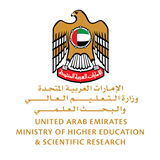 الإمارات العربية المتحدة
وزارة التعليم العالي
والبحث العلمي
UNITED ARAB EMIRATES
MINISTRY OF HIGHER EDUCATION
& SCIENTIFIC RESEARCH